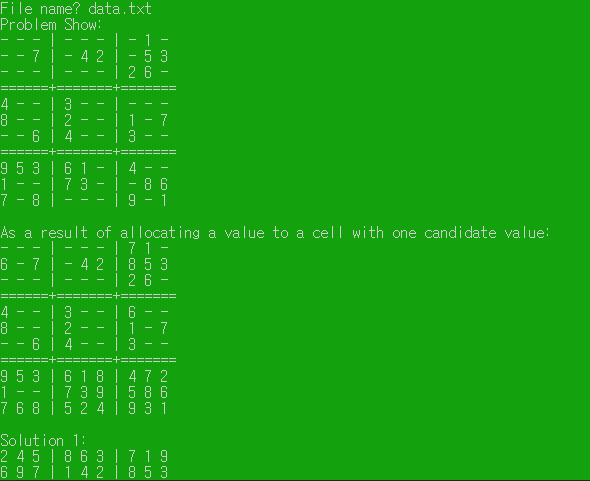 File name? data.txt
Problem Show:
- - - | - - - | - 1 -
- - 7 | - 4 2 | - 5 3
- - - | - - - | 2 6 -
======+=======+=======
4 - - | 3 - - | - - -
8 - - | 2 - - | 1 - 7
- - 6 | 4 - - | 3 - -
======+=======+=======
9 5 3 | 6 1 - | 4 - -
1 - - | 7 3 - | - 8 6
7 - 8 | - - - | 9 - 1
As a result of allocating a value to a cell with one candidate value:
- - - | - - - | 7 1 -
6 - 7 | - 4 2 | 8 5 3
- - - | - - - | 2 6 -
======+=======+=======
4 - - | 3 - - | 6 - -
8 - - | 2 - - | 1 - 7
- - 6 | 4 - - | 3 - -
======+=======+=======
9 5 3 | 6 1 8 | 4 7 2
1 - - | 7 3 9 | 5 8 6
7 6 8 | 5 2 4 | 9 3 1
Solution 1:
2 4 5 | 8 6 3 | 7 1 9
6 9 7 | 1 4 2 | 8 5 3